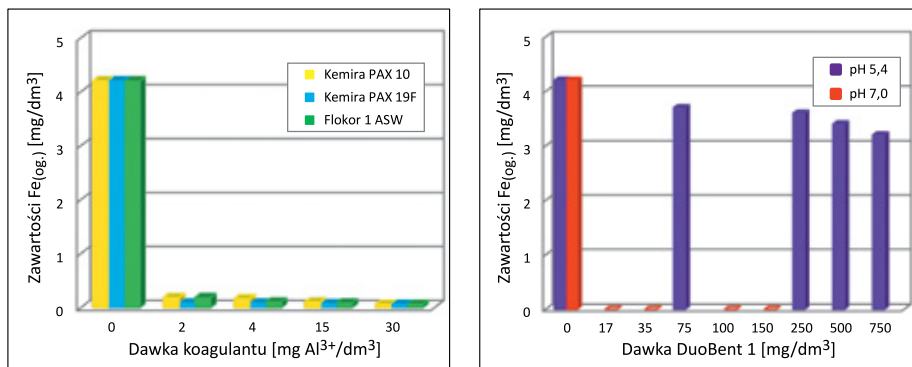 Zawartości Fe(og.) [mg/dm³]
5
4
3
2
1
0
Kemira PAX 10
Kemira PAX 19F
Flokor 1 ASW
0 2 4 15 30
Dawka koagulantu [mg Al³⁺/dm³]
Zawartości Fe(og.) [mg/dm³]
5
4
3
2
1
0
pH 5,4
pH 7,0
0 17 35 75 100 150 250 500 750
Dawka DuoBent 1 [mg/dm³]